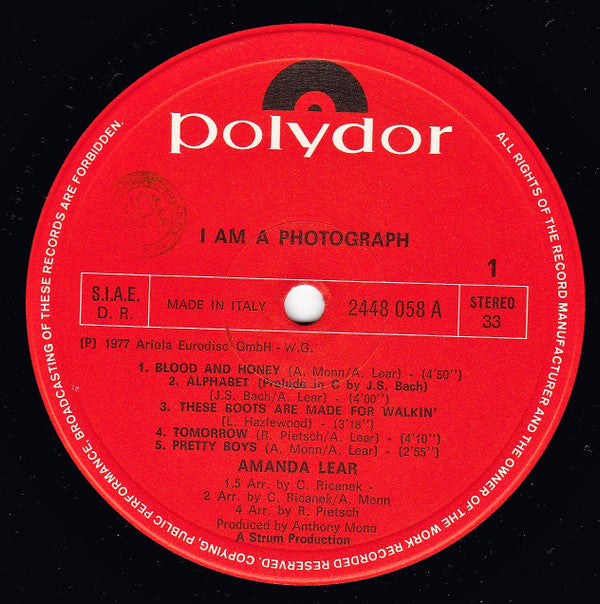 polydor
I AM A PHOTOGRAPH
1
S.I.A.E.
D. R.
MADE IN ITALY
2448 058 A
STEREO
33
(P) 1977 Ariola Eurodisc GmbH - W.G.
1. BLOOD AND HONEY (A. Monn/A. Lear) - (4'50'')
2. ALPHABET (Prelude in C by J.S. Bach)
(J.S. Bach/A. Lear) - (4'00'')
3. THESE BOOTS ARE MADE FOR WALKIN'
(L. Hazlewood) - (3'18'')
4. TOMORROW (R. Pietsch/A. Lear) - (4'10'')
5. PRETTY BOYS (A. Monn/A. Lear) - (2'55'')
AMANDA LEAR
1,5 Arr. by C. Ricanek -
2 Arr. by C. Ricanek/A. Monn
4 Arr. by R. Pietsch
Produced by Anthony Monn
A Strum Production
ALL RIGHTS OF THE RECORD MANUFACTURER AND THE OWNER OF THE WORK RECORDED RESERVED. COPYING, PUBLIC PERFORMANCE, BROADCASTING OF THESE RECORDS ARE FORBIDDEN.